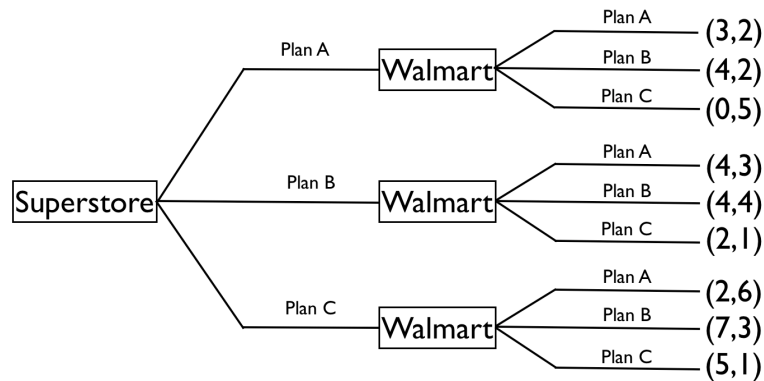 Plan A
(3,2)
Plan A
Walmart
Plan B
(4,2)
Plan C
(0,5)
Plan A
(4,3)
Superstore
Plan B
Walmart
Plan B
(4,4)
Plan C
(2,1)
Plan A
(2,6)
Plan C
Walmart
Plan B
(7,3)
Plan C
(5,1)